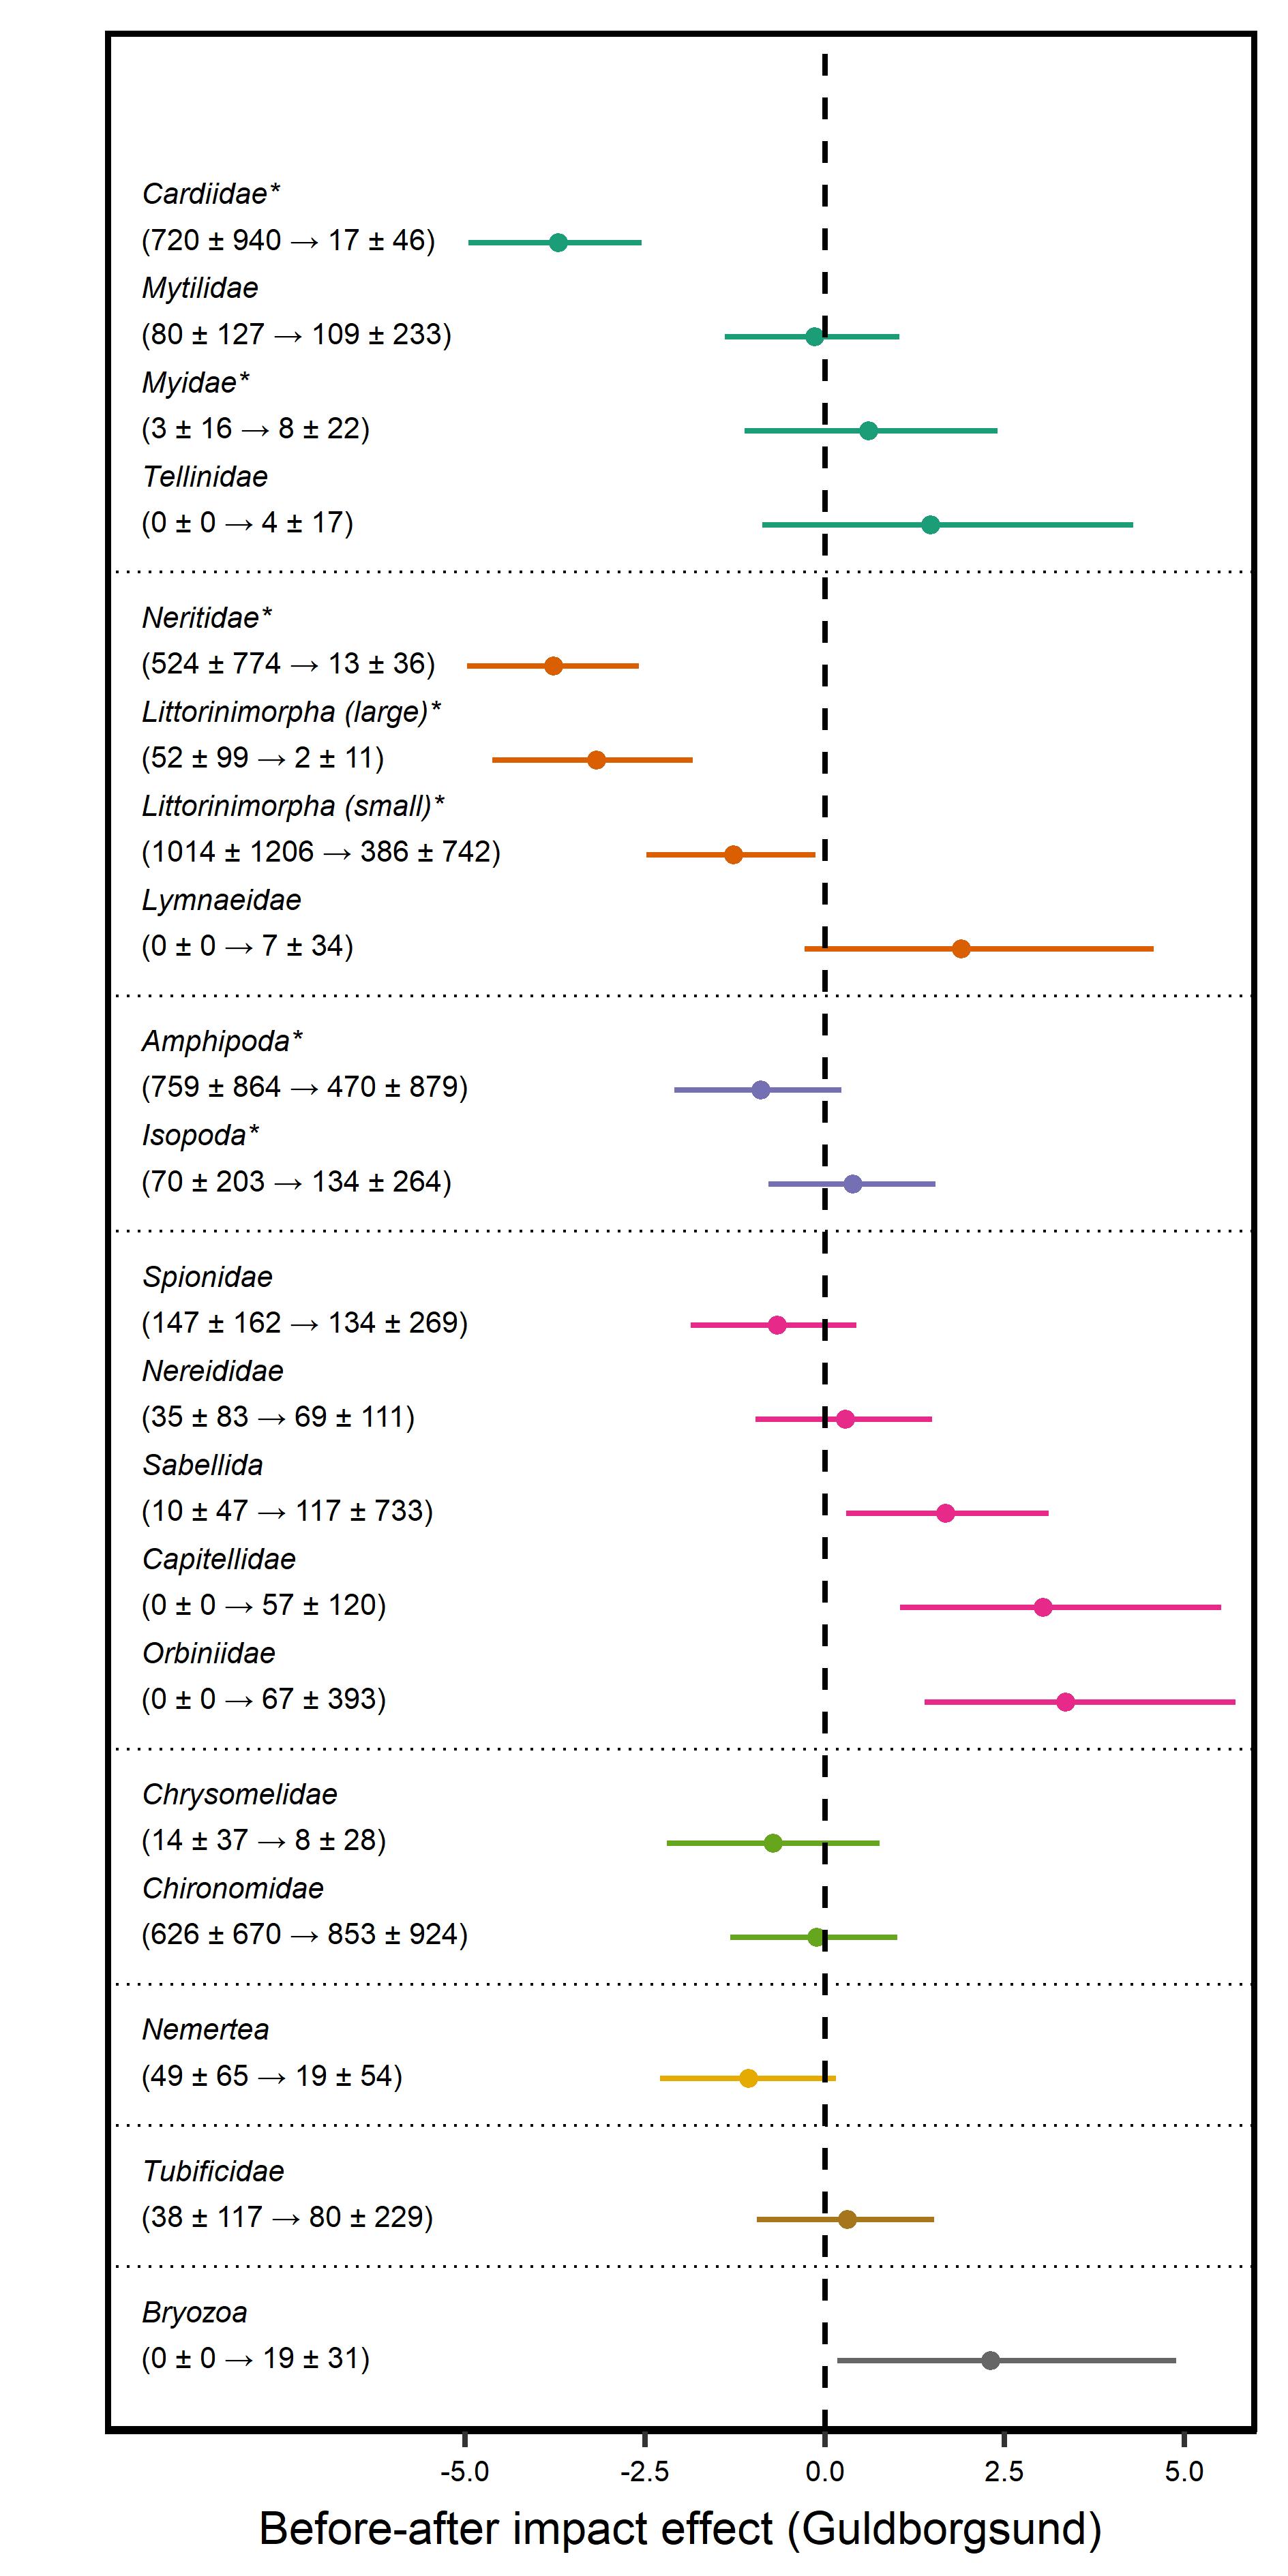 Cardiidae*
(720 ± 940 → 17 ± 46)
Mytilidae
(80 ± 127 → 109 ± 233)
Myidae*
(3 ± 16 → 8 ± 22)
Tellinidae
(0 ± 0 → 4 ± 17)
Neritidae*
(524 ± 774 → 13 ± 36)
Littorinimorpha (large)*
(52 ± 99 → 2 ± 11)
Littorinimorpha (small)*
(1014 ± 1206 → 386 ± 742)
Lymnaeidae
(0 ± 0 → 7 ± 34)
Amphipoda*
(759 ± 864 → 470 ± 879)
Isopoda*
(70 ± 203 → 134 ± 264)
Spionidae
(147 ± 162 → 134 ± 269)
Nereididae
(35 ± 83 → 69 ± 111)
Sabellida
(10 ± 47 → 117 ± 733)
Capitellidae
(0 ± 0 → 57 ± 120)
Orbiniidae
(0 ± 0 → 67 ± 393)
Chrysomelidae
(14 ± 37 → 8 ± 28)
Chironomidae
(626 ± 670 → 853 ± 924)
Nemertea
(49 ± 65 → 19 ± 54)
Tubificidae
(38 ± 117 → 80 ± 229)
Bryozoa
(0 ± 0 → 19 ± 31)
-5.0 -2.5 0.0 2.5 5.0
Before-after impact effect (Guldborgsund)